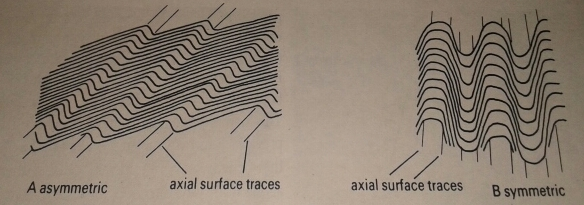 A asymmetric
axial surface traces
axial surface traces
B symmetric